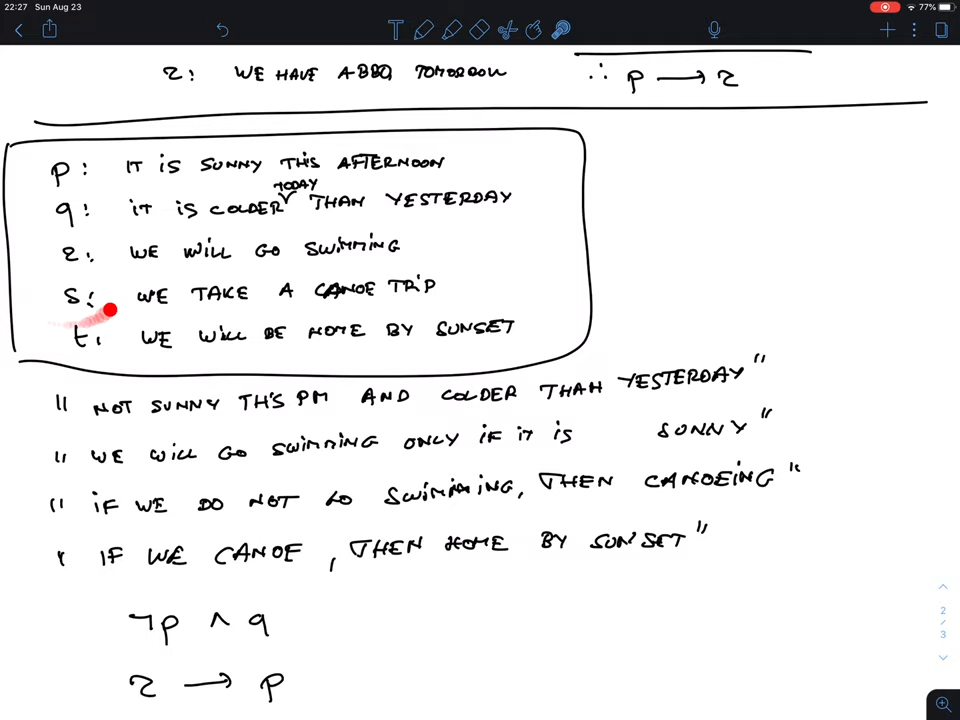 22:27 Sun Aug 23 77%
r: WE HAVE A BBQ TOMORROW ∴ p → r
p: IT IS SUNNY THIS AFTERNOON
TODAY
q: IT IS COLDER THAN YESTERDAY
r: WE WILL GO SWIMMING
s: WE TAKE A CANOE TRIP
t: WE WILL BE HOME BY SUNSET
" NOT SUNNY THIS PM AND COLDER THAN YESTERDAY "
" WE WILL GO SWIMMING ONLY IF IT IS SUNNY "
" IF WE DO NOT GO SWIMMING, THEN CANOEING "
" IF WE CANOE, THEN HOME BY SUNSET "
¬p ∧ q
r → p
2
/
3